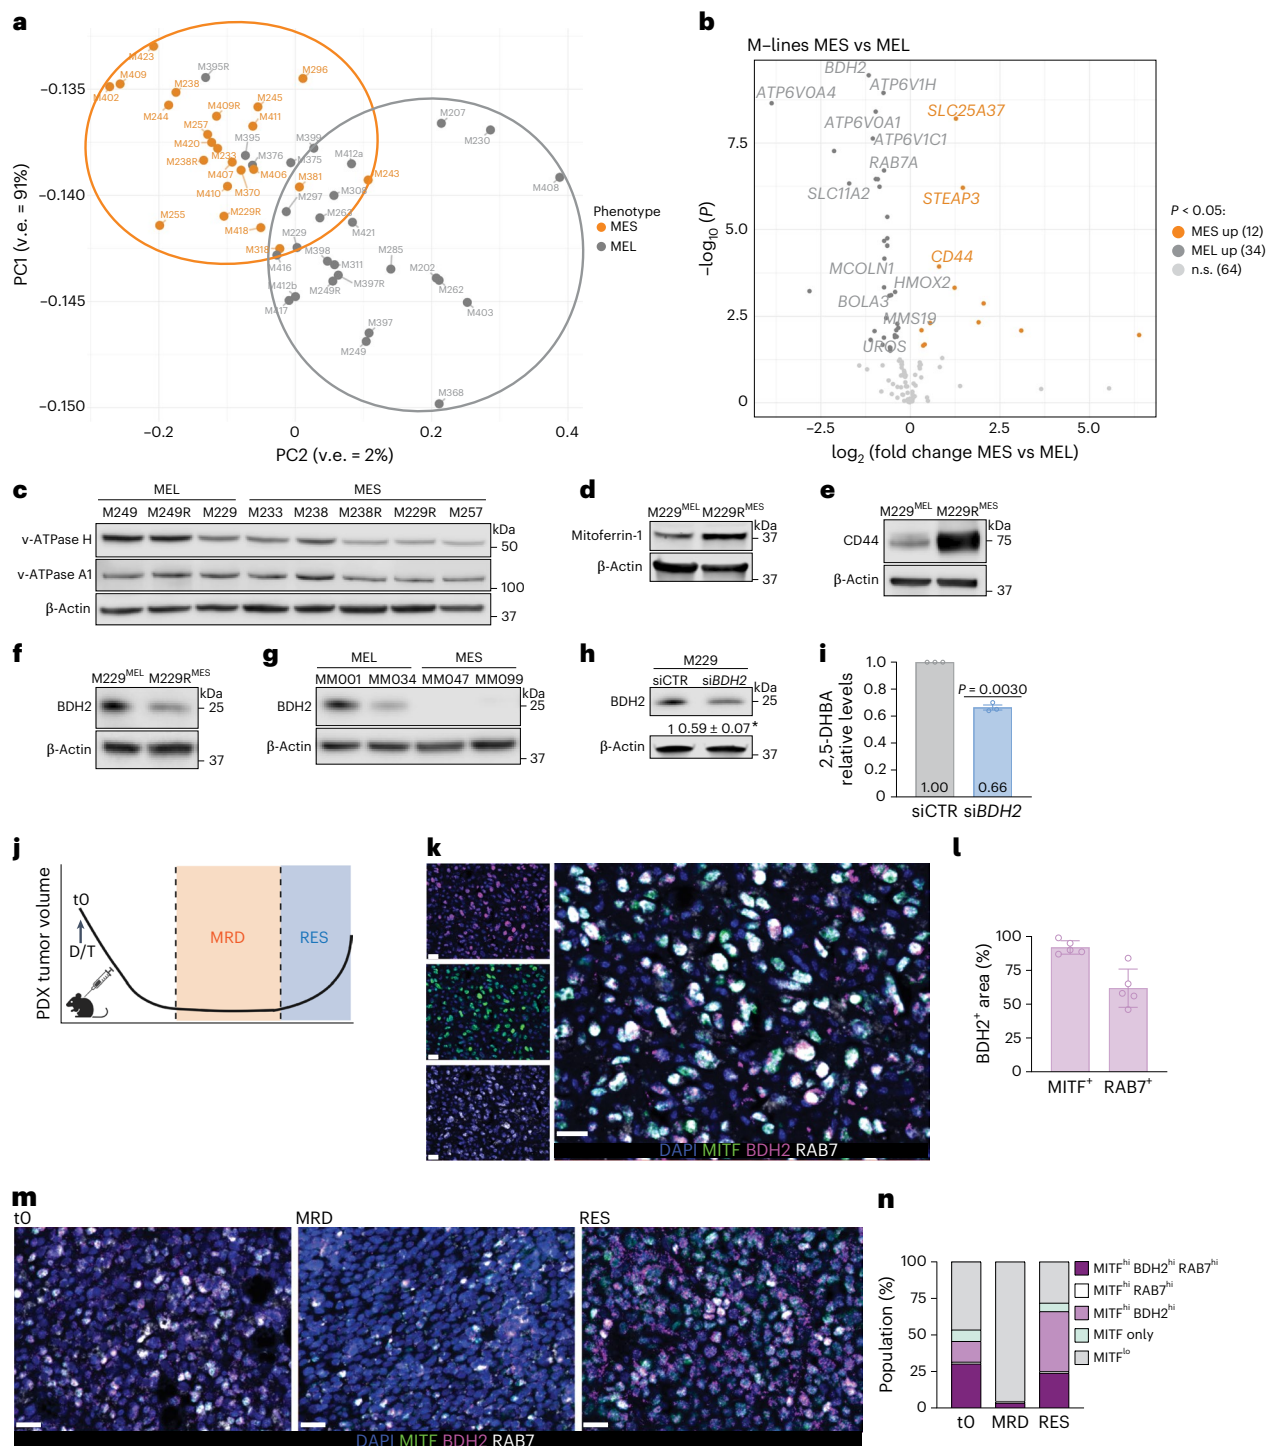 a
M423
M395R
M296
M409
M238
M402
M245
M409R
M244
M411
M207
M257
M230
M395
M399
M420
M376
M375
M412a
M238R
M233
M407
M406
M381
M243
M408
M410
M370
M297
M308
M255
M229R
M263
M418
M421
M229
M318
M398
M285
M416
M311
M202
M412b
M397R
M262
M249R
M417
M403
M397
M249
M368
−0.135
−0.140
−0.145
−0.150
−0.2
0
0.2
0.4
PC1 (v.e. = 91%)
PC2 (v.e. = 2%)
Phenotype
MES
MEL
b
M–lines MES vs MEL
BDH2
ATP6V1H
ATP6V0A4
SLC25A37
ATP6V0A1
ATP6V1C1
RAB7A
SLC11A2
STEAP3
CD44
MCOLN1
HMOX2
BOLA3
MMS19
UROS
7.5
5.0
2.5
0
−2.5
0
2.5
5.0
−log10 (P)
log2 (fold change MES vs MEL)
P < 0.05:
MES up (12)
MEL up (34)
n.s. (64)
c
MEL MES
M249 M249R M229 M233 M238 M238R M229R M257
kDa
v-ATPase H
50
v-ATPase A1
100
β-Actin
37
d
M229MEL M229RMES
kDa
Mitoferrin-1
37
β-Actin
37
e
M229MEL M229RMES
kDa
CD44
75
β-Actin
37
f
M229MEL M229RMES
kDa
BDH2
25
β-Actin
37
g
MEL MES
MM001 MM034 MM047 MM099
kDa
BDH2
25
β-Actin
37
h
M229
siCTR siBDH2
kDa
BDH2
25
1 0.59 ± 0.07*
β-Actin
37
i
1.0
0.8
0.6
0.4
0.2
0
2,5-DHBA
relative levels
P = 0.0030
1.00 0.66
siCTR siBDH2
j
PDX tumor volume
t0
D/T
MRD
RES
k
DAPI MITF BDH2 RAB7
l
100
75
50
25
0
BDH2+ area (%)
MITF+ RAB7+
m
t0 MRD RES
DAPI MITF BDH2 RAB7
n
100
75
50
25
0
Population (%)
t0 MRD RES
MITFhi BDH2hi RAB7hi
MITFhi RAB7hi
MITFhi BDH2hi
MITF only
MITFlo